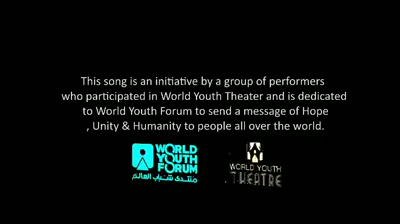 This song is an initiative by a group of performers
who participated in World Youth Theater and is dedicated
to World Youth Forum to send a message of Hope
, Unity & Humanity to people all over the world.
WORLD
YOUTH
FORUM
منتدى شباب العالم
WORLD YOUTH
THEATRE